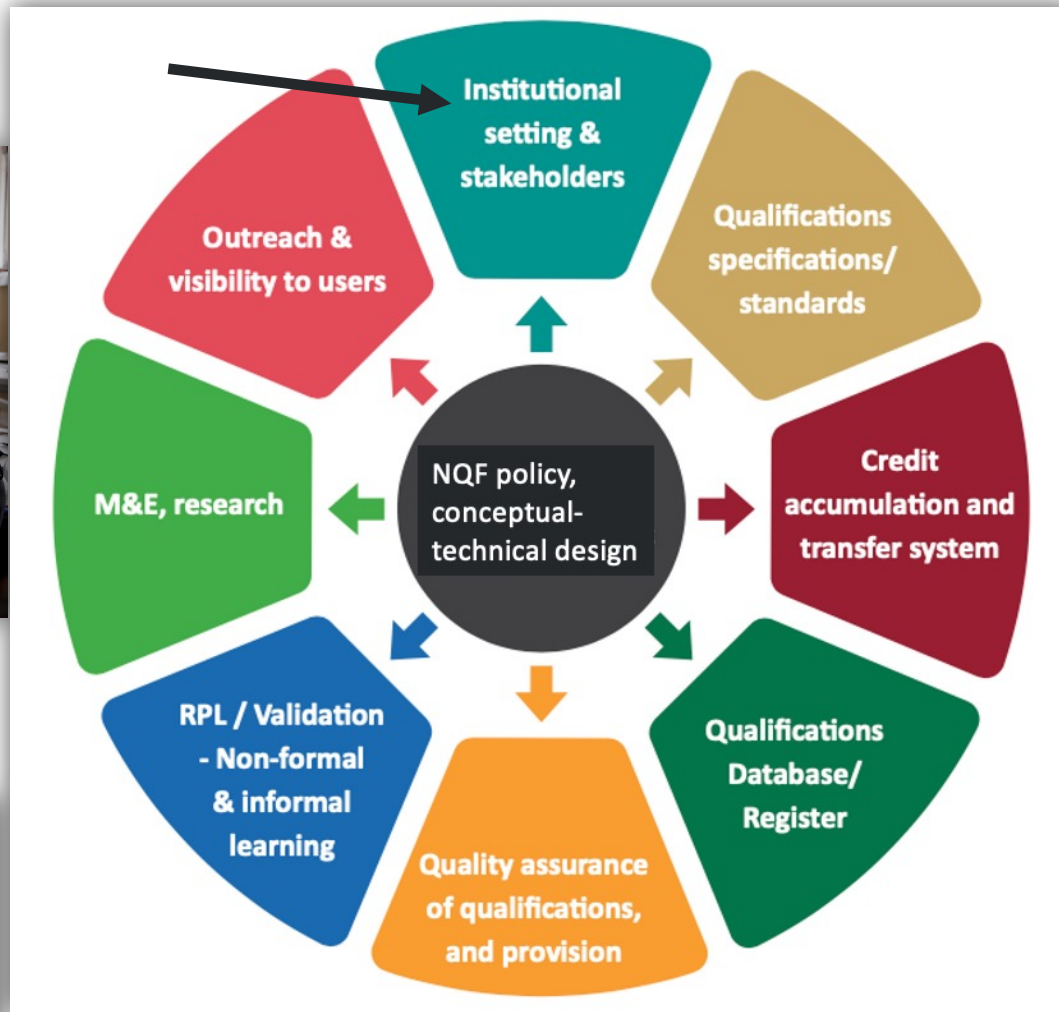 Institutional
setting &
stakeholders
Qualifications
specifications/
standards
Credit
accumulation and
transfer system
Qualifications
Database/
Register
Quality assurance
of qualifications,
and provision
RPL / Validation
- Non-formal
& informal
learning
M&E, research
Outreach &
visibility to users
NQF policy,
conceptual-
technical design